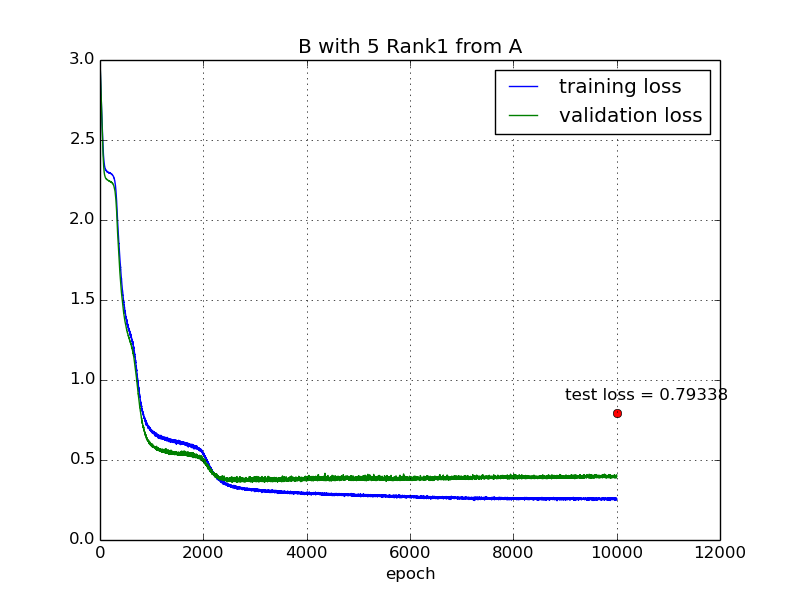 B with 5 Rank1 from A
3.0
2.5
2.0
1.5
1.0
0.5
0.0
training loss
validation loss
test loss = 0.79338
0 2000 4000 6000 8000 10000 12000
epoch